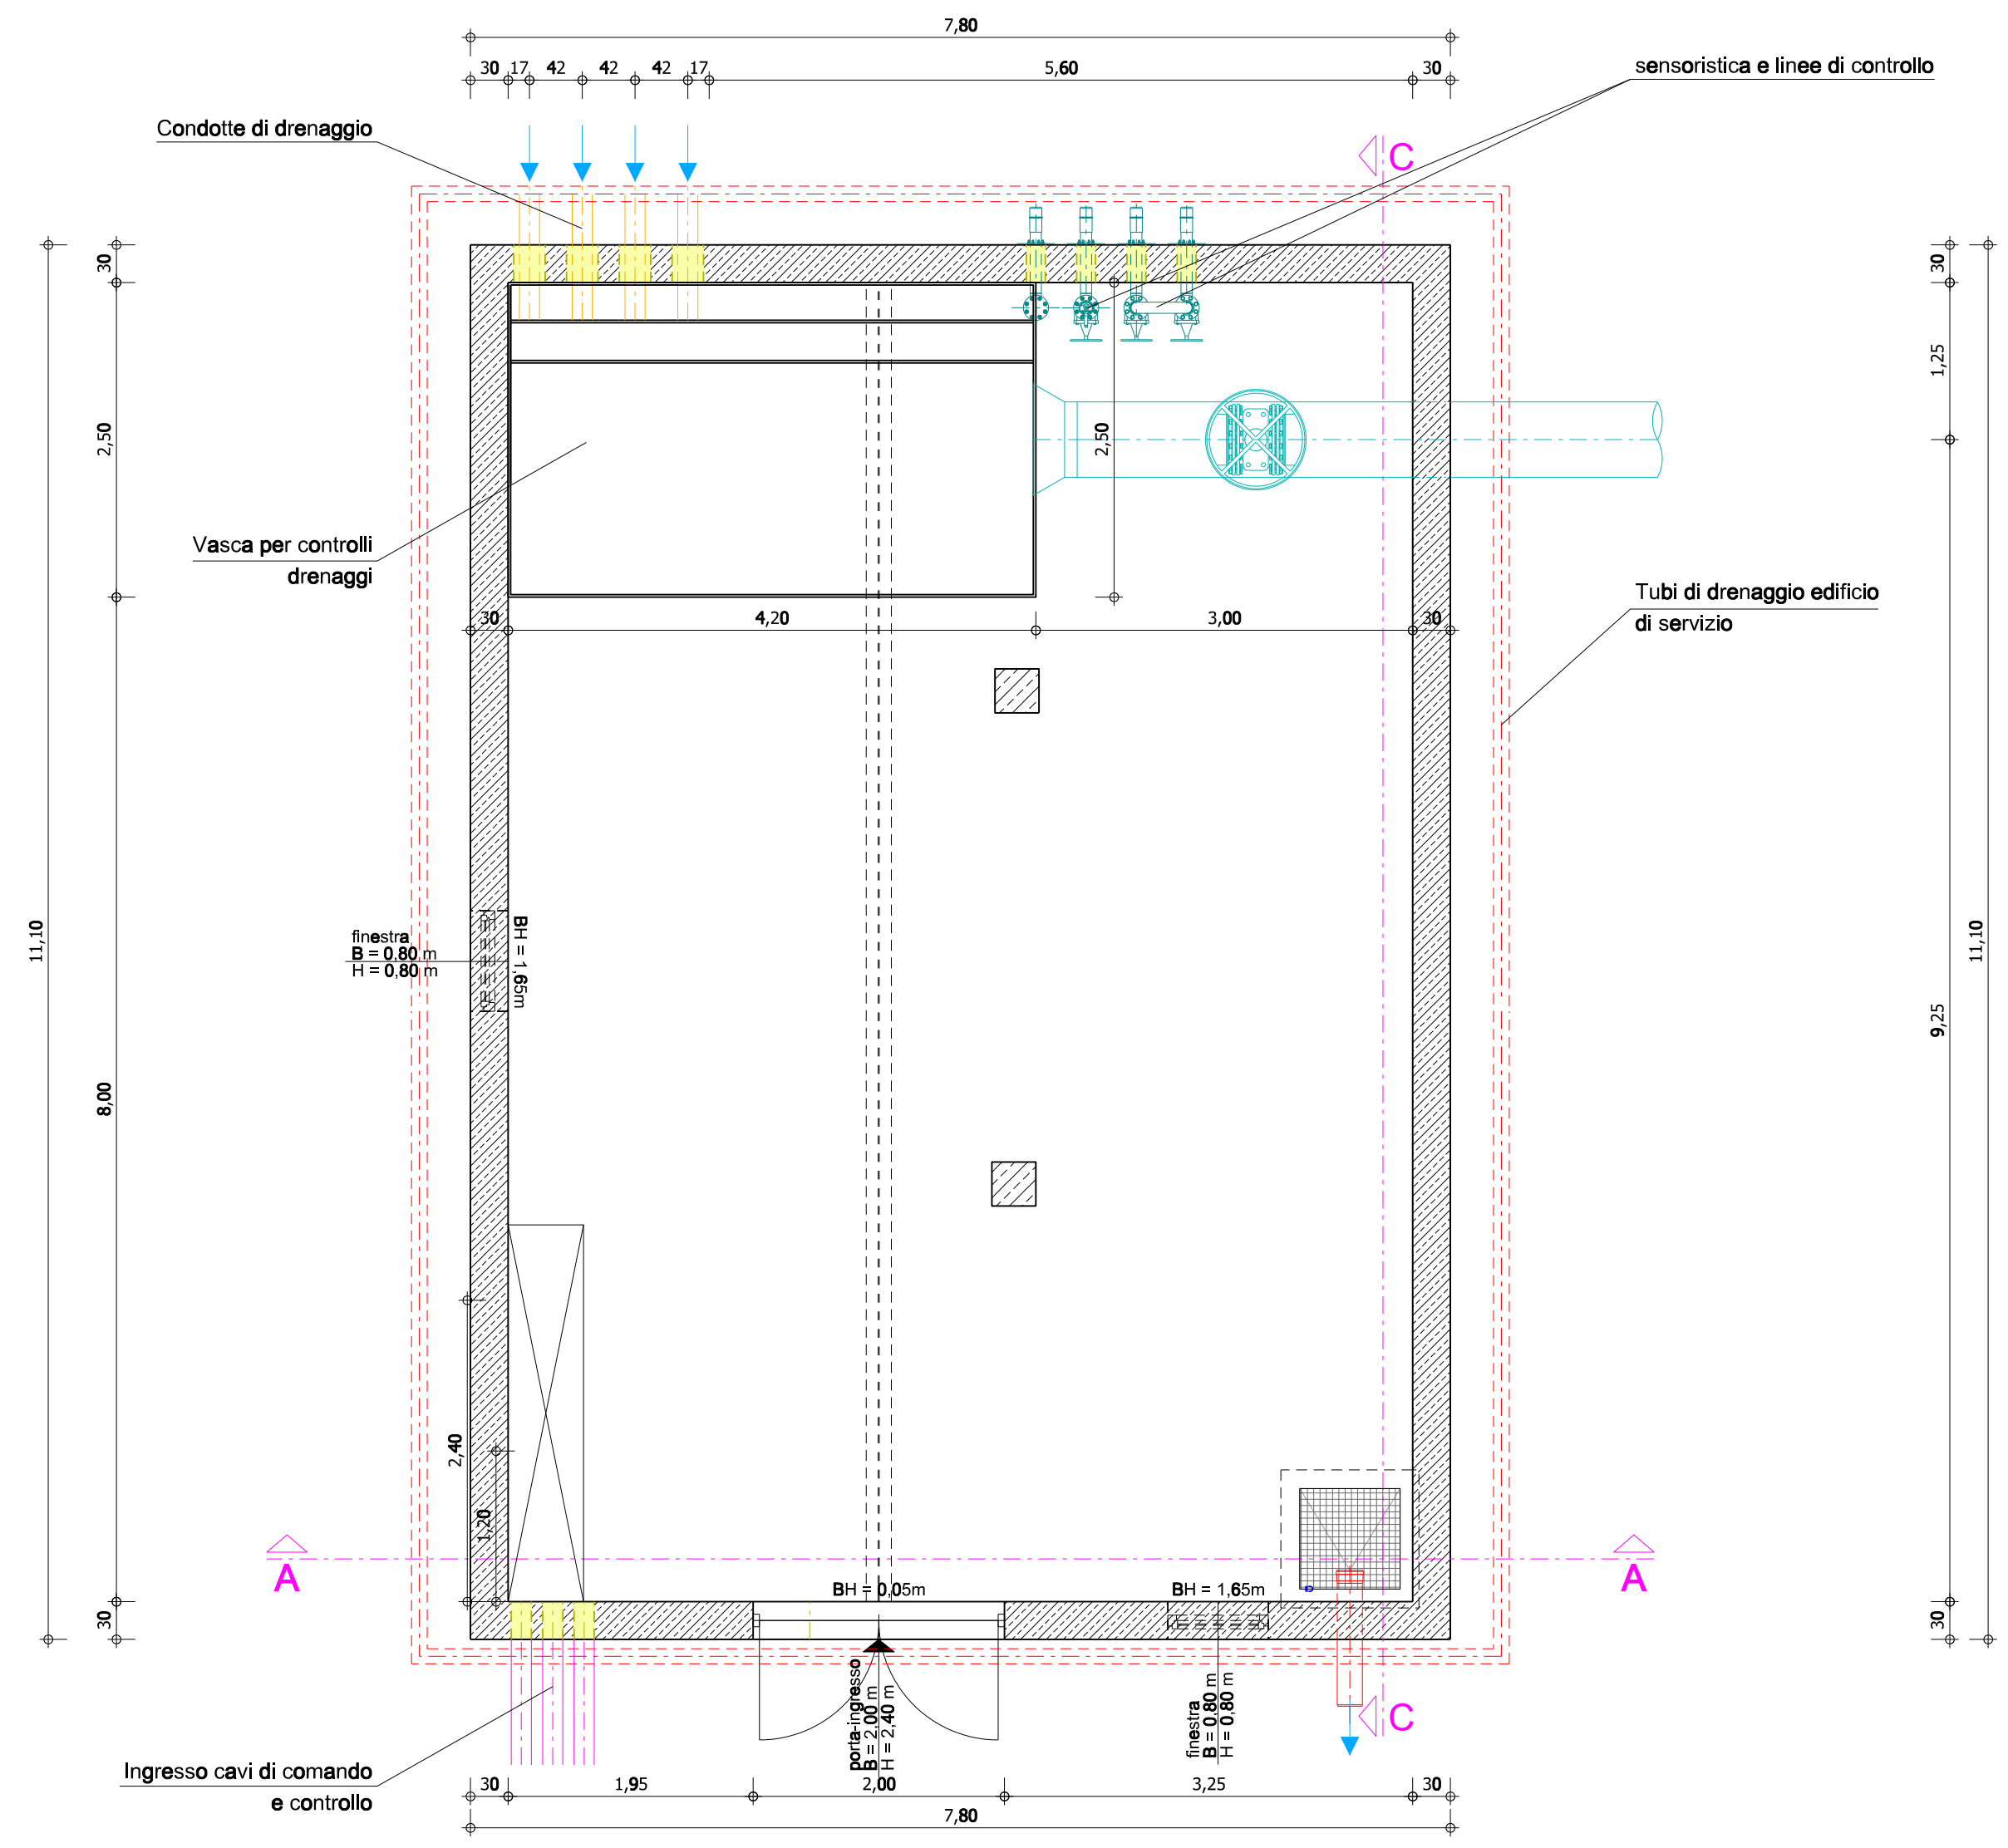 7,80
30 17 42 42 42 17 5,60 30
sensoristica e linee di controllo
Condotte di drenaggio
C
30
30
1,25
2,50
2,50
Vasca per controlli
drenaggi
Tubi di drenaggio edificio
di servizio
30 4,20 3,00 30
finestra
B = 0,80 m
H = 0,80 m
BH = 1,65m
11,10
11,10
9,25
8,00
2,40
1,20
A
A
BH = 0,05m
BH = 1,65m
30
30
porta-ingresso
B = 2,00 m
H = 2,40 m
finestra
B = 0.80 m
H = 0,80 m
C
Ingresso cavi di comando
e controllo
30 1,95 2,00 3,25 30
7,80